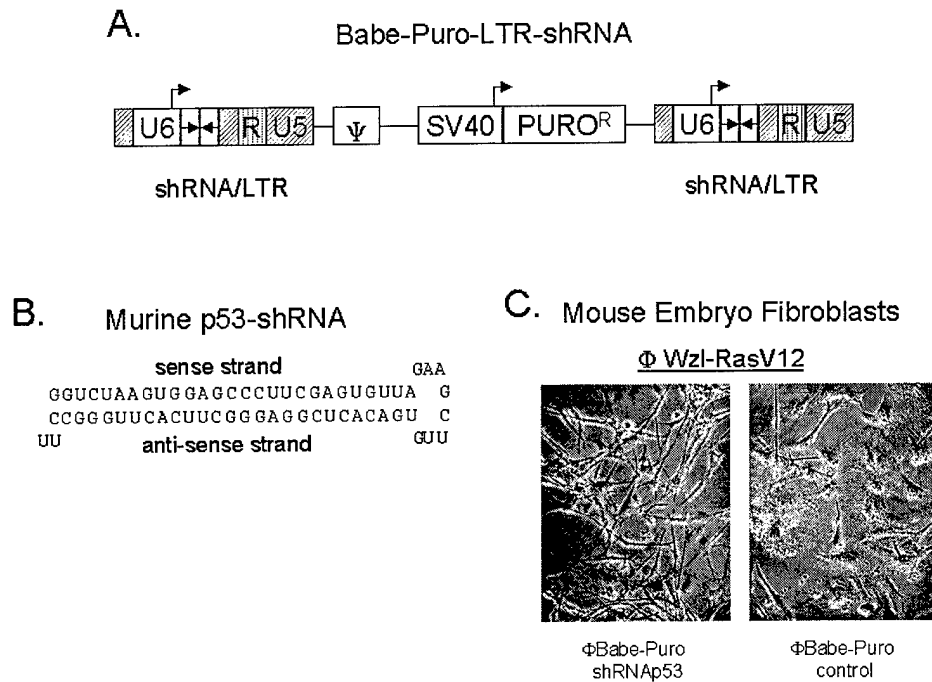 A.
Babe-Puro-LTR-shRNA
U6 R U5 Ψ SV40 PURO^R U6 R U5
shRNA/LTR shRNA/LTR
B. Murine p53-shRNA
sense strand GAA
GGUCUAAGUGGAGCCCUUCGAGUGUUA G
CCGGGUUCACUUCGGGAGGCUCACAGU C
UU anti-sense strand GUU
C. Mouse Embryo Fibroblasts
Φ Wzl-RasV12
ΦBabe-Puro
shRNAp53
ΦBabe-Puro
control